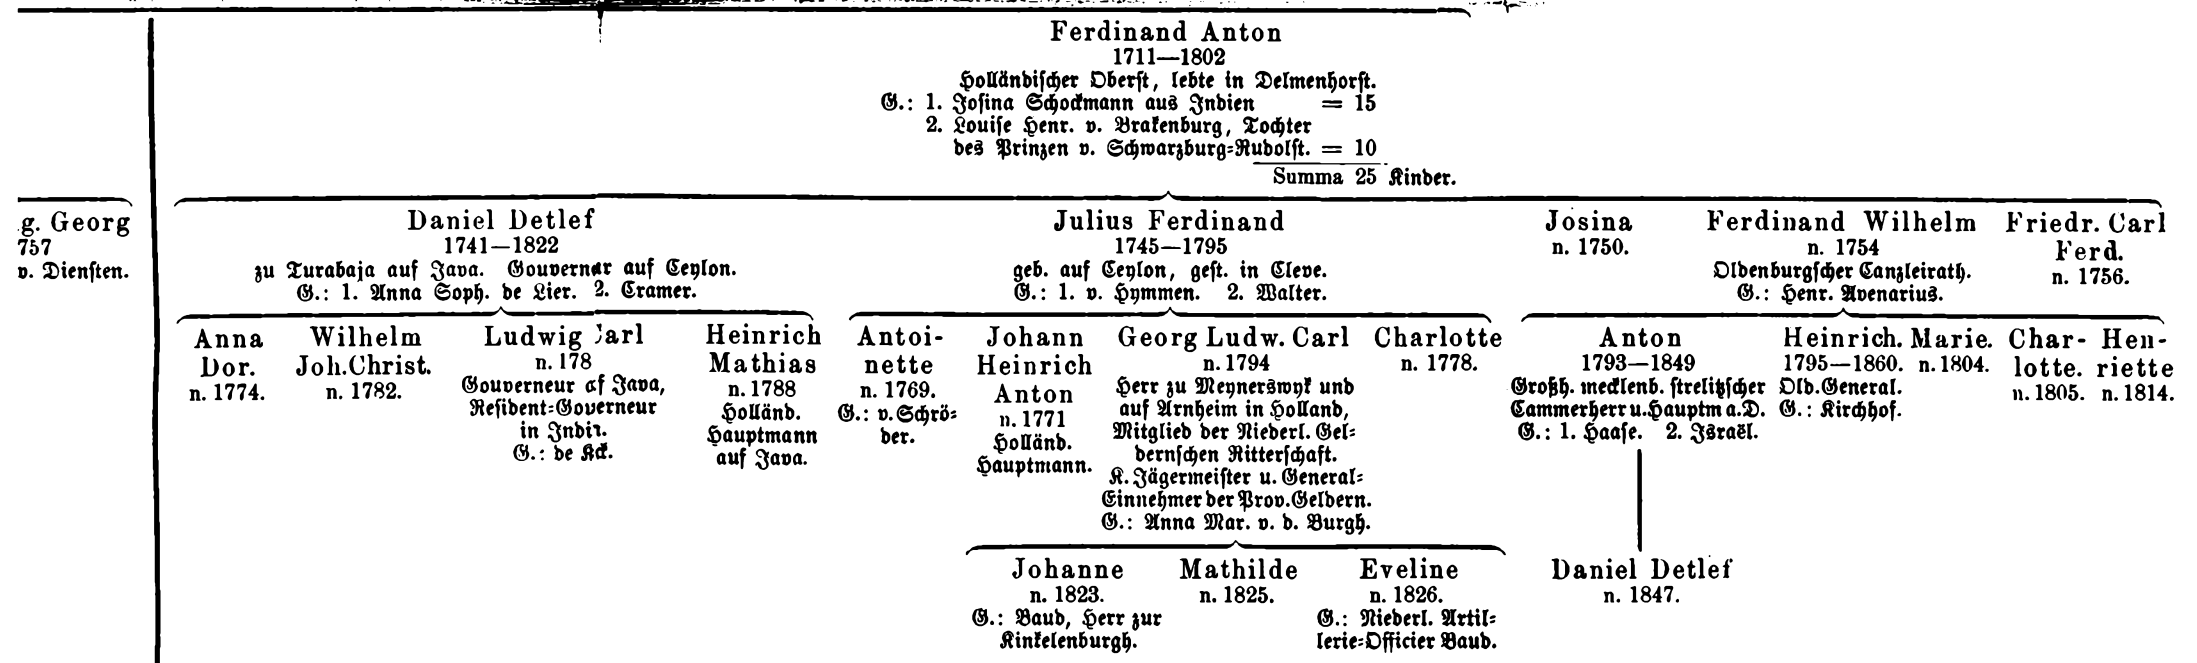 Ferdinand Anton
1711—1802
Holländischer Oberst, lebte in Delmenhorst.
G.: 1. Josina Schockmann aus Indien = 15
2. Louise Henr. v. Brakenburg, Tochter
des Prinzen v. Schwarzburg=Rudolst. = 10
Summa 25 Kinder.
g. Georg
757
v. Diensten.
Daniel Detlef
1741—1822
zu Turabaja auf Java. Gouverneur auf Ceylon.
G.: 1. Anna Soph. de Lier. 2. Cramer.
Julius Ferdinand
1745—1795
geb. auf Ceylon, gest. in Cleve.
G.: 1. v. Hymmen. 2. Walter.
Josina
n. 1750.
Ferdinand Wilhelm
n. 1754
Oldenburgscher Canzleirath.
G.: Henr. Avenarius.
Friedr. Carl
Ferd.
n. 1756.
Anna
Dor.
n. 1774.
Wilhelm
Joh. Christ.
n. 1782.
Ludwig Carl
n. 178
Gouverneur auf Java,
Resident=Governeur
in Indien.
G.: de Kck.
Heinrich
Mathias
n. 1788
Holländ.
Hauptmann
auf Java.
Antoi-
nette
n. 1769.
G.: v. Schrö=
der.
Johann
Heinrich
Anton
n. 1771
Holländ.
Hauptmann.
Georg Ludw. Carl
n. 1794
Herr zu Meynerswyk und
auf Arnheim in Holland,
Mitglied der Niederl. Gel=
dernschen Ritterschaft.
K. Jägermeister u. General=
Einnehmer der Prov. Geldern.
G.: Anna Mar. v. d. Burgh.
Charlotte
n. 1778.
Anton
1793—1849
Großh. mecklenb. strelitzscher
Cammerherr u. Hauptm a. D.
G.: 1. Haase. 2. Israël.
Heinrich.
1795—1860.
Old. General.
G.: Kirchhof.
Marie.
n. 1804.
Char-
lotte.
n. 1805.
Hen-
riette
n. 1814.
Johanne
n. 1823.
G.: Baud, Herr zur
Kinkelenburgh.
Mathilde
n. 1825.
Eveline
n. 1826.
G.: Niederl. Artil=
lerie=Officier Baud.
Daniel Detlef
n. 1847.